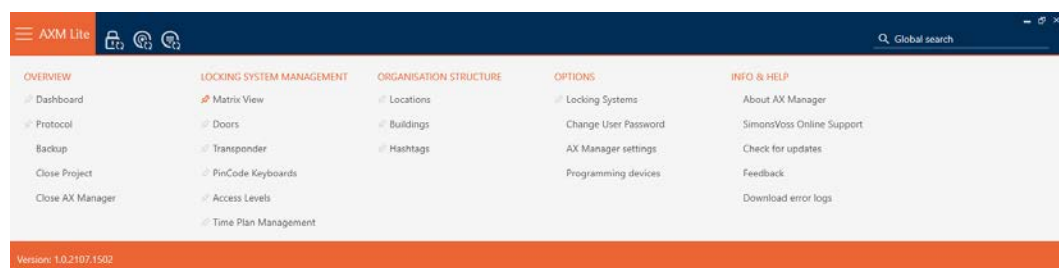 AXM Lite
Global search
OVERVIEW
Dashboard
Protocol
Backup
Close Project
Close AX Manager
LOCKING SYSTEM MANAGEMENT
Matrix View
Doors
Transponder
PinCode Keyboards
Access Levels
Time Plan Management
ORGANISATION STRUCTURE
Locations
Buildings
Hashtags
OPTIONS
Locking Systems
Change User Password
AX Manager settings
Programming devices
INFO & HELP
About AX Manager
SimonsVoss Online Support
Check for updates
Feedback
Download error logs
Version: 1.0.2107.1502